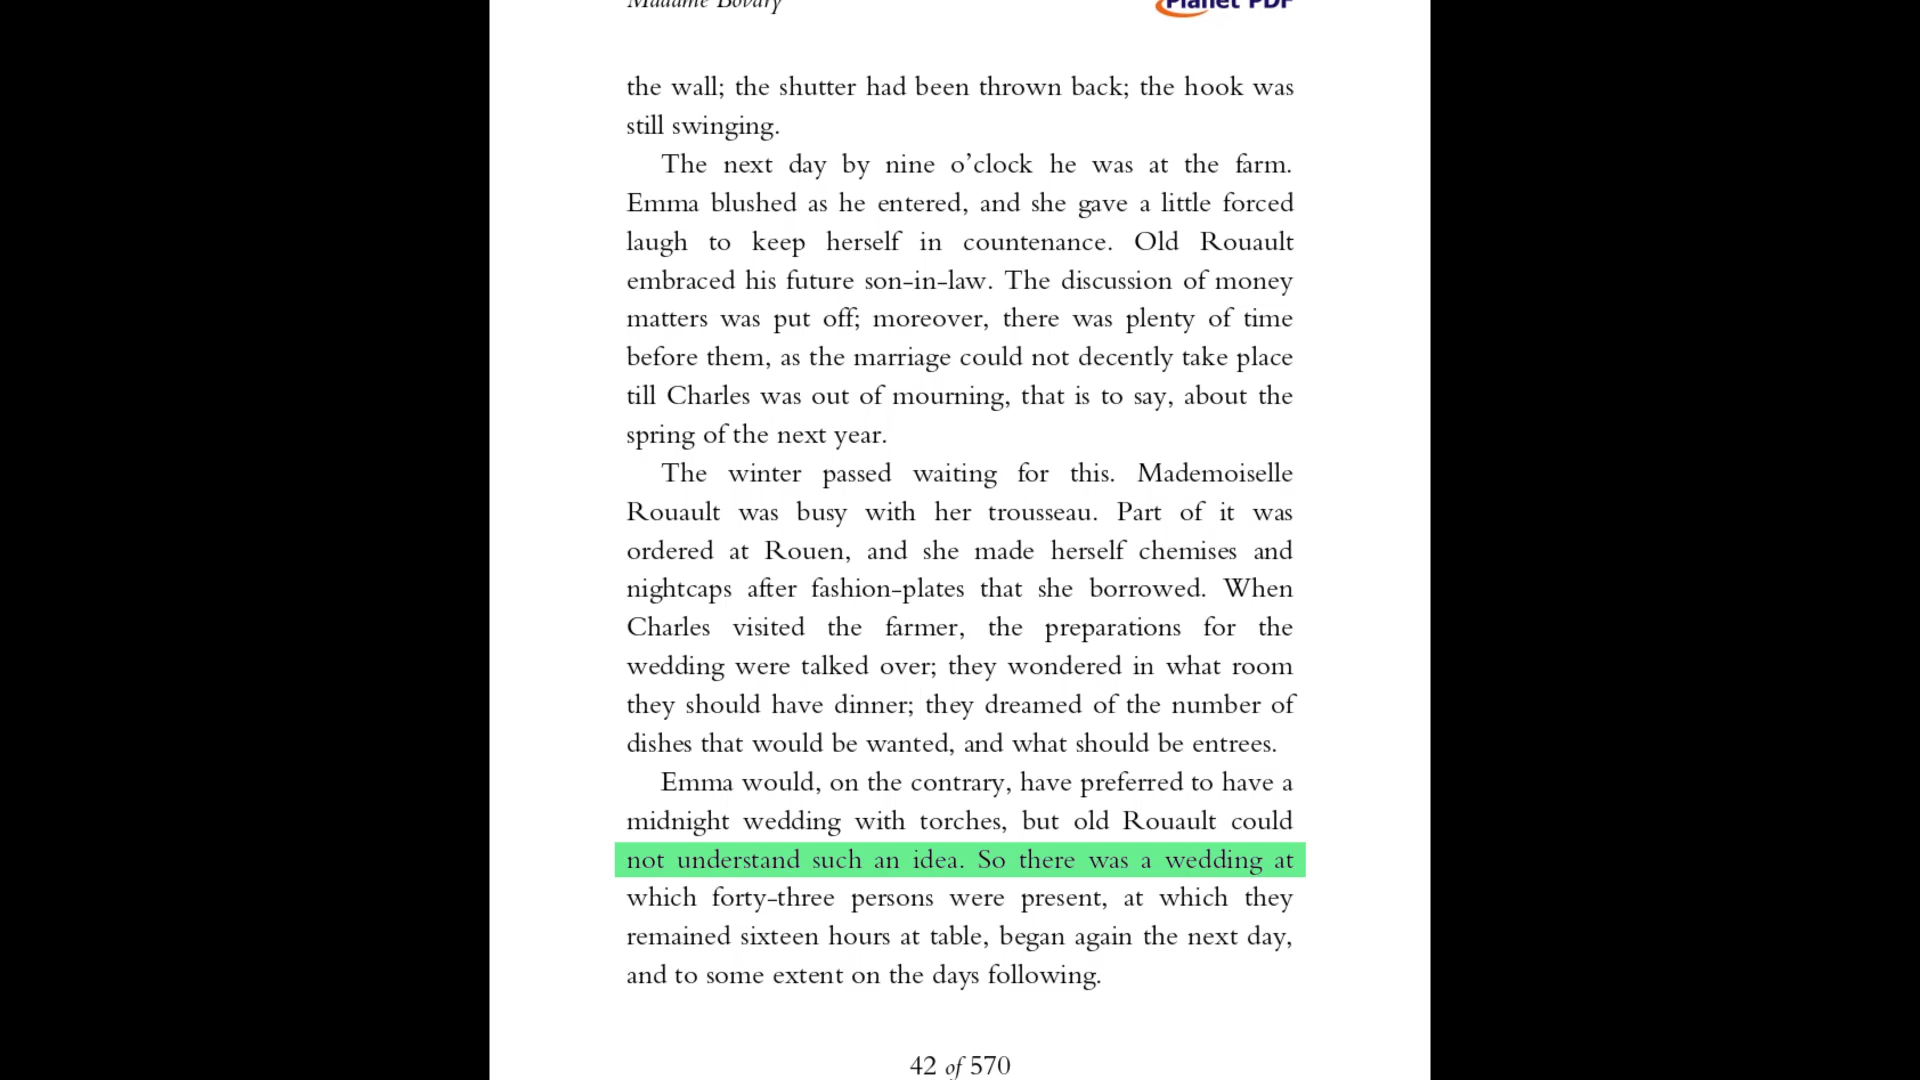 Madame Bovary
Planet PDF
the wall; the shutter had been thrown back; the hook was
still swinging.
The next day by nine o’clock he was at the farm.
Emma blushed as he entered, and she gave a little forced
laugh to keep herself in countenance. Old Rouault
embraced his future son-in-law. The discussion of money
matters was put off; moreover, there was plenty of time
before them, as the marriage could not decently take place
till Charles was out of mourning, that is to say, about the
spring of the next year.
The winter passed waiting for this. Mademoiselle
Rouault was busy with her trousseau. Part of it was
ordered at Rouen, and she made herself chemises and
nightcaps after fashion-plates that she borrowed. When
Charles visited the farmer, the preparations for the
wedding were talked over; they wondered in what room
they should have dinner; they dreamed of the number of
dishes that would be wanted, and what should be entrees.
Emma would, on the contrary, have preferred to have a
midnight wedding with torches, but old Rouault could
not understand such an idea. So there was a wedding at
which forty-three persons were present, at which they
remained sixteen hours at table, began again the next day,
and to some extent on the days following.
42 of 570